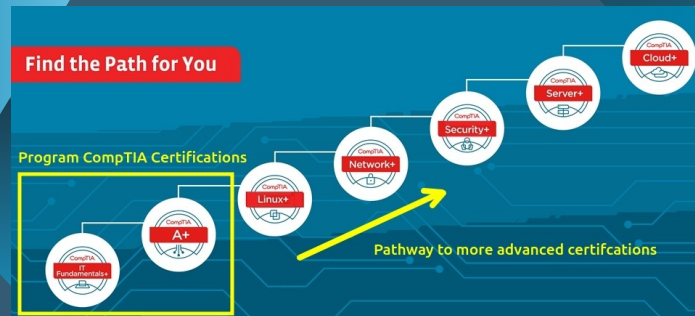 Find the Path for You
CompTIA
Cloud+
CompTIA
Server+
CompTIA
Security+
CompTIA
Network+
Program CompTIA Certifications
CompTIA
Linux+
CompTIA
A+
CompTIA
IT
Fundamentals+
Pathway to more advanced certifcations